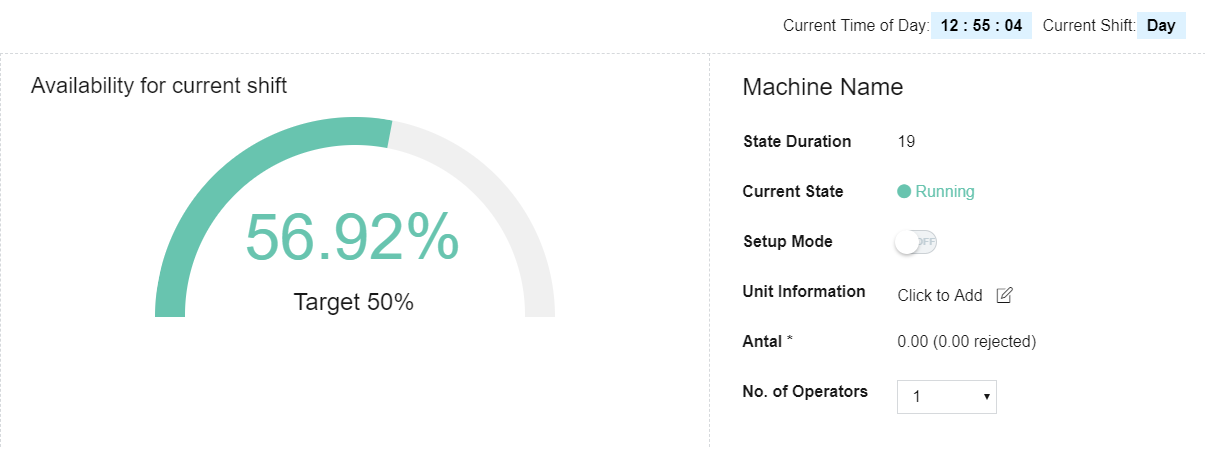 Current Time of Day: 12 : 55 : 04 Current Shift: Day
Availability for current shift
56.92%
Target 50%
Machine Name
State Duration 19
Current State Running
Setup Mode OFF
Unit Information Click to Add
Antal * 0.00 (0.00 rejected)
No. of Operators 1